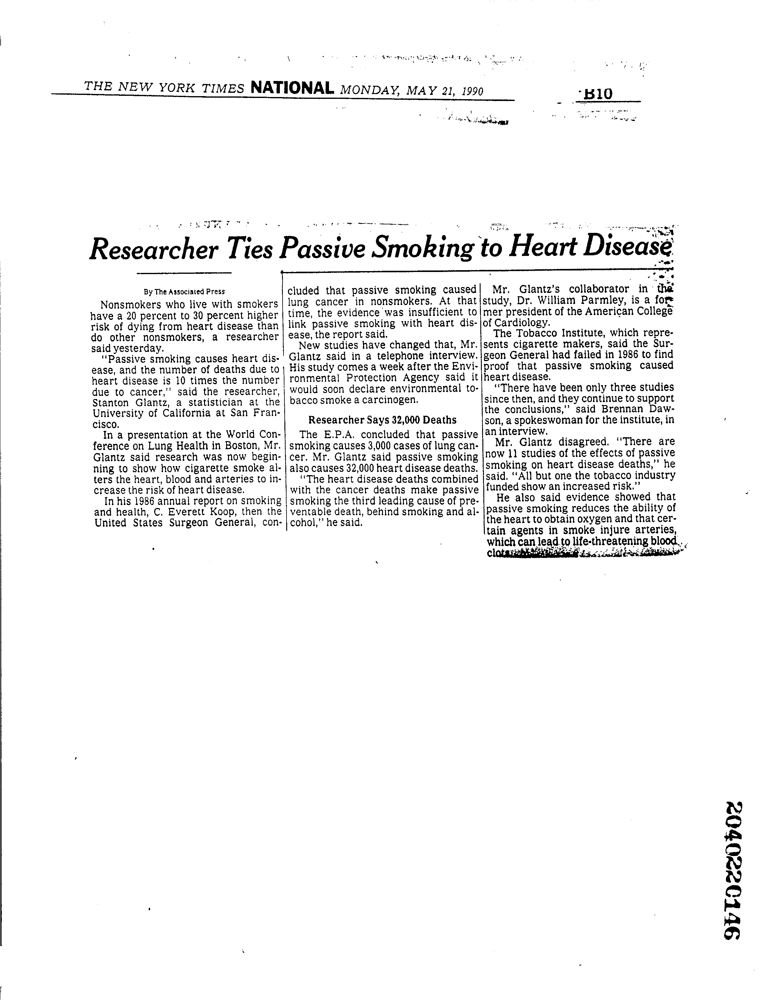 THE NEW YORK TIMES NATIONAL MONDAY, MAY 21, 1990
B10
Researcher Ties Passive Smoking to Heart Disease
By The Associated Press
Nonsmokers who live with smokers
have a 20 percent to 30 percent higher
risk of dying from heart disease than
do other nonsmokers, a researcher
said yesterday.
"Passive smoking causes heart dis-
ease, and the number of deaths due to
heart disease is 10 times the number
due to cancer," said the researcher,
Stanton Glantz, a statistician at the
University of California at San Fran-
cisco.
In a presentation at the World Con-
ference on Lung Health in Boston, Mr.
Glantz said research was now begin-
ning to show how cigarette smoke al-
ters the heart, blood and arteries to in-
crease the risk of heart disease.
In his 1986 annual report on smoking
and health, C. Everett Koop, then the
United States Surgeon General, con-
cluded that passive smoking caused
lung cancer in nonsmokers. At that
time, the evidence was insufficient to
link passive smoking with heart dis-
ease, the report said.
New studies have changed that, Mr.
Glantz said in a telephone interview.
His study comes a week after the Envi-
ronmental Protection Agency said it
would soon declare environmental to-
bacco smoke a carcinogen.
Researcher Says 32,000 Deaths
The E.P.A. concluded that passive
smoking causes 3,000 cases of lung can-
cer. Mr. Glantz said passive smoking
also causes 32,000 heart disease deaths.
"The heart disease deaths combined
with the cancer deaths make passive
smoking the third leading cause of pre-
ventable death, behind smoking and al-
cohol," he said.
Mr. Glantz's collaborator in the
study, Dr. William Parmley, is a for-
mer president of the American College
of Cardiology.
The Tobacco Institute, which repre-
sents cigarette makers, said the Sur-
geon General had failed in 1986 to find
proof that passive smoking caused
heart disease.
"There have been only three studies
since then, and they continue to support
the conclusions," said Brennan Daw-
son, a spokeswoman for the institute, in
an interview.
Mr. Glantz disagreed. "There are
now 11 studies of the effects of passive
smoking on heart disease deaths," he
said. "All but one the tobacco industry
funded show an increased risk."
He also said evidence showed that
passive smoking reduces the ability of
the heart to obtain oxygen and that cer-
tain agents in smoke injure arteries,
which can lead to life-threatening blood
clots
2040220146